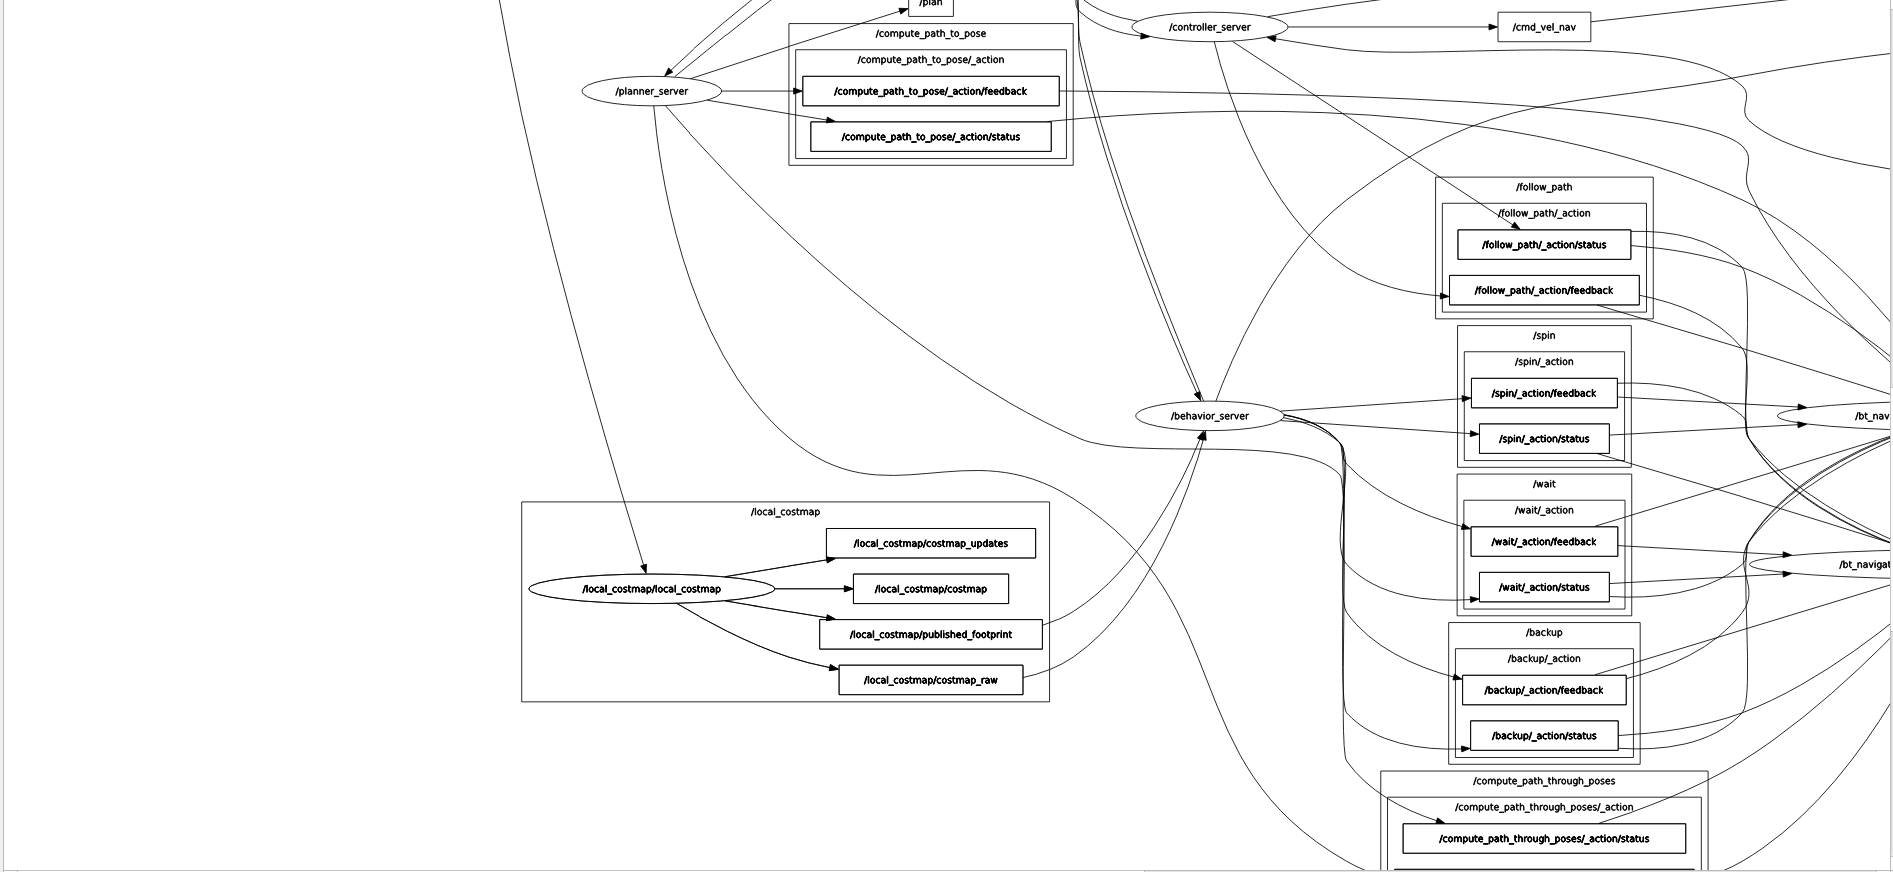 /plan
/compute_path_to_pose
/controller_server
/cmd_vel_nav
/compute_path_to_pose/_action
/planner_server
/compute_path_to_pose/_action/feedback
/compute_path_to_pose/_action/status
/follow_path
/follow_path/_action
/follow_path/_action/status
/follow_path/_action/feedback
/spin
/spin/_action
/spin/_action/feedback
/behavior_server
/bt_nav
/spin/_action/status
/wait
/local_costmap
/wait/_action
/local_costmap/costmap_updates
/wait/_action/feedback
/bt_navigat
/local_costmap/local_costmap
/local_costmap/costmap
/wait/_action/status
/local_costmap/published_footprint
/backup
/backup/_action
/local_costmap/costmap_raw
/backup/_action/feedback
/backup/_action/status
/compute_path_through_poses
/compute_path_through_poses/_action
/compute_path_through_poses/_action/status